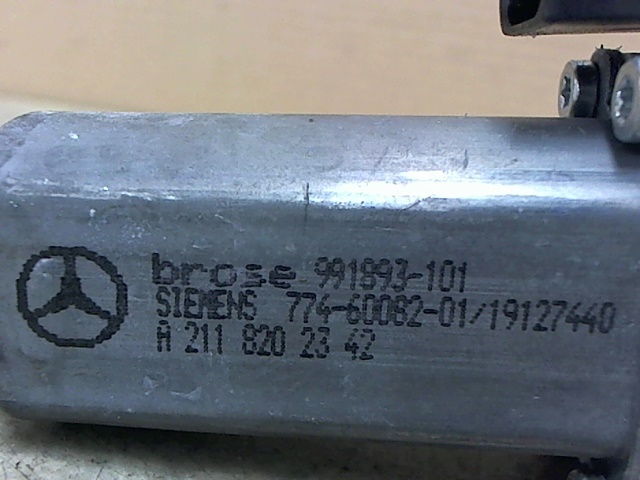 brose 991893-101
SIEMENS 774-60082-01/19127440
A 211 820 23 42